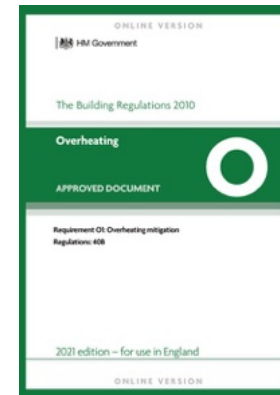 ONLINE VERSION
HM Government
The Building Regulations 2010
Overheating
O
APPROVED DOCUMENT
Requirement O1: Overheating mitigation
Regulations: 40B
2021 edition – for use in England
ONLINE VERSION